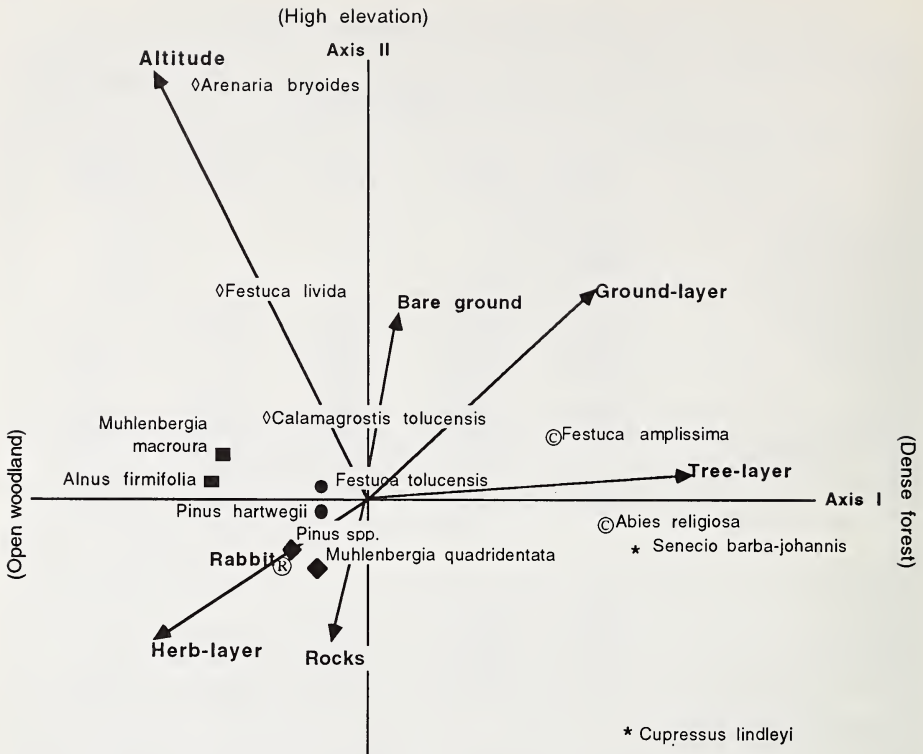 (High elevation)
Axis II
Altitude
◊Arenaria bryoides
◊Festuca livida
Bare ground
Ground-layer
◊Calamagrostis tolucensis
Muhlenbergia
macroura
©Festuca amplissima
Alnus firmifolia
Festuca tolucensis
Tree-layer
(Open woodland)
Axis I
(Dense forest)
Pinus hartwegii
©Abies religiosa
Pinus spp.
* Senecio barba-johannis
Rabbit®
Muhlenbergia quadridentata
Herb-layer
Rocks
* Cupressus lindleyi